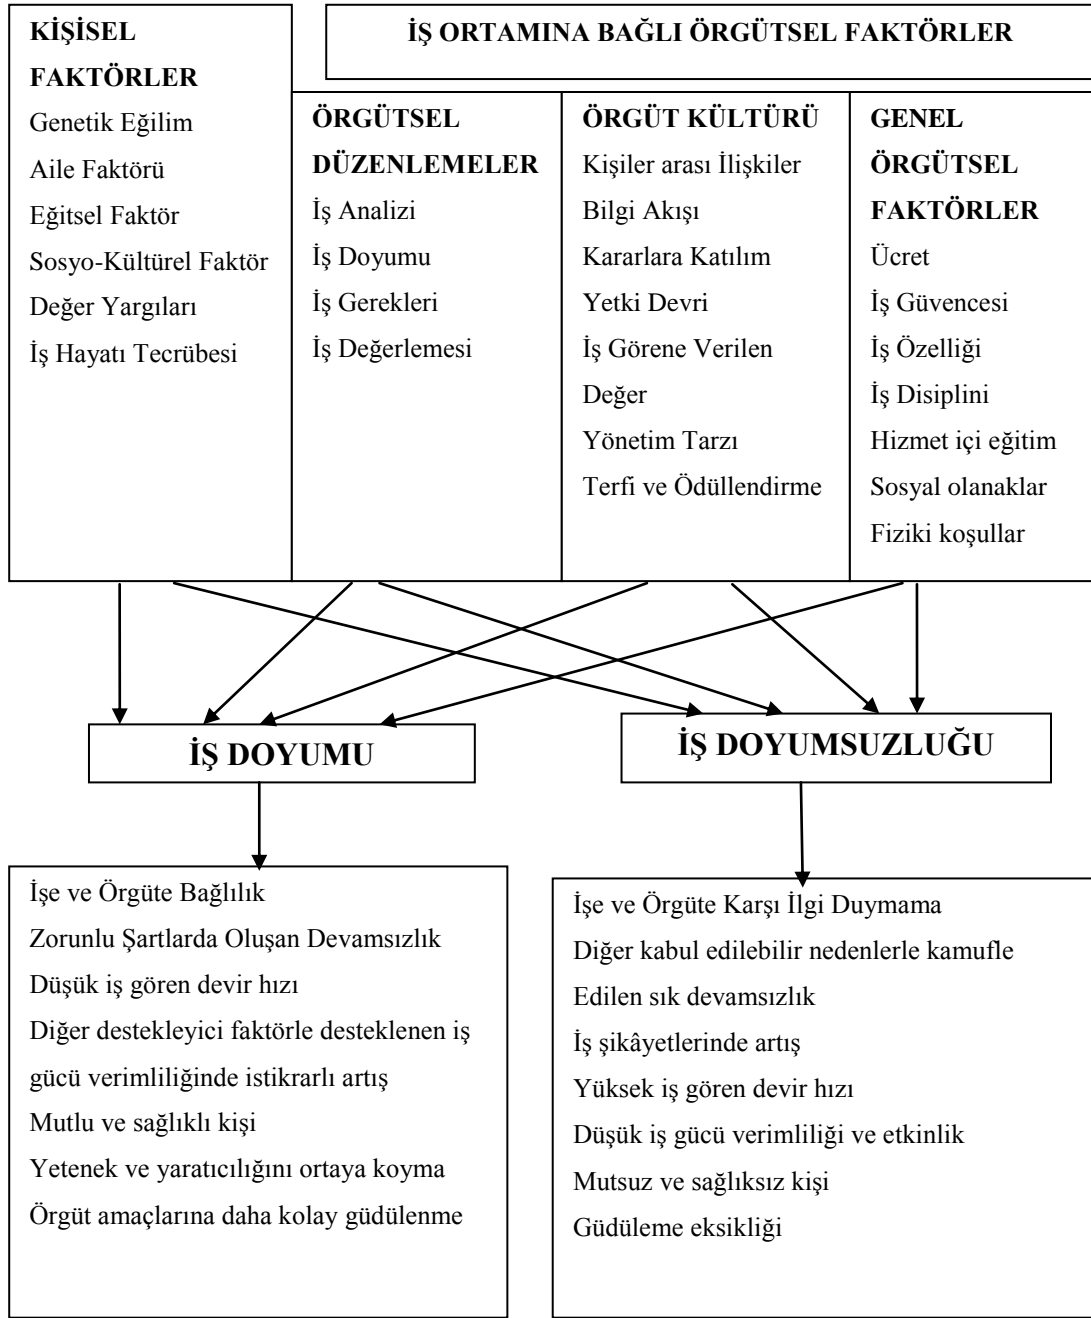 KİŞİSEL
FAKTÖRLER
Genetik Eğilim
Aile Faktörü
Eğitsel Faktör
Sosyo-Kültürel Faktör
Değer Yargıları
İş Hayatı Tecrübesi
İŞ ORTAMINA BAĞLI ÖRGÜTSEL FAKTÖRLER
ÖRGÜTSEL
DÜZENLEMELER
İş Analizi
İş Doyumu
İş Gerekleri
İş Değerlemesi
ÖRGÜT KÜLTÜRÜ
Kişiler arası İlişkiler
Bilgi Akışı
Kararlara Katılım
Yetki Devri
İş Görene Verilen
Değer
Yönetim Tarzı
Terfi ve Ödüllendirme
GENEL
ÖRGÜTSEL
FAKTÖRLER
Ücret
İş Güvencesi
İş Özelliği
İş Disiplini
Hizmet içi eğitim
Sosyal olanaklar
Fiziki koşullar
İŞ DOYUMU
İŞ DOYUMSUZLUĞU
İşe ve Örgüte Bağlılık
Zorunlu Şartlarda Oluşan Devamsızlık
Düşük iş gören devir hızı
Diğer destekleyici faktörle desteklenen iş
gücü verimliliğinde istikrarlı artış
Mutlu ve sağlıklı kişi
Yetenek ve yaratıcılığını ortaya koyma
Örgüt amaçlarına daha kolay güdülenme
İşe ve Örgüte Karşı İlgi Duymama
Diğer kabul edilebilir nedenlerle kamufle
Edilen sık devamsızlık
İş şikâyetlerinde artış
Yüksek iş gören devir hızı
Düşük iş gücü verimliliği ve etkinlik
Mutsuz ve sağlıksız kişi
Güdüleme eksikliği